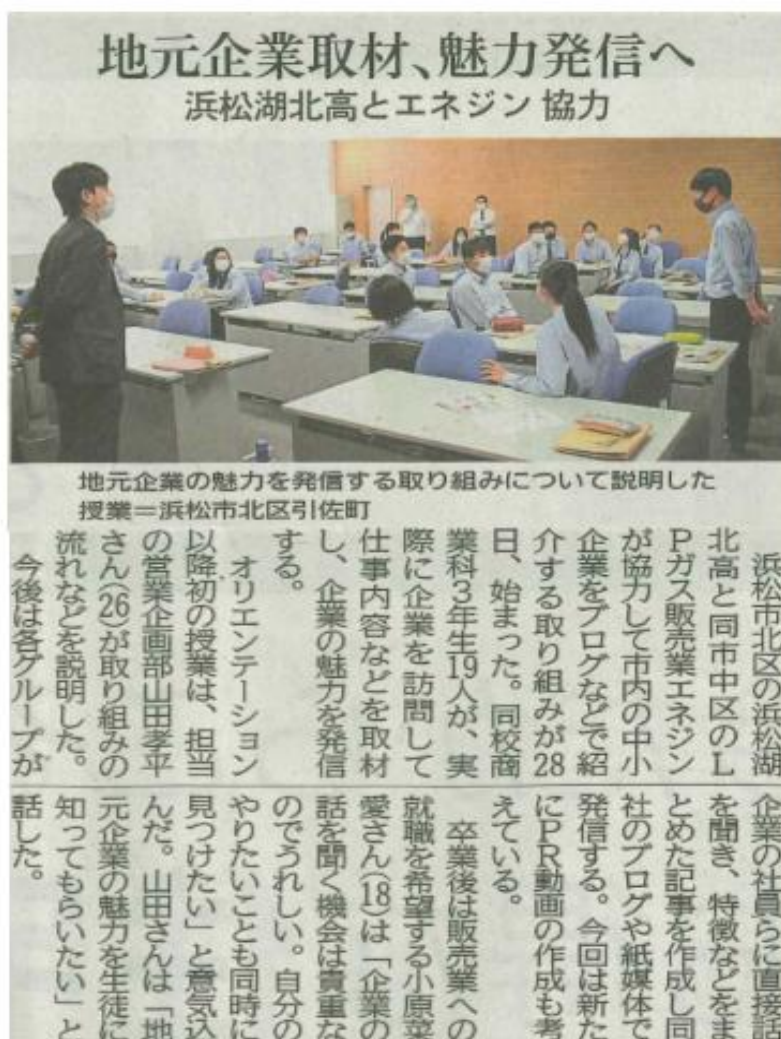 地元企業取材、魅力発信へ
浜松湖北高とエネジン 協力
地元企業の魅力を発信する取り組みについて説明した
授業=浜松市北区引佐町
浜松市北区の浜松湖
北高と同市中区のL
Pガス販売業エネジン
が協力して市内の中小
企業をブログなどで紹
介する取り組みが28
日、始まった。同校商
業科3年生19人が、実
際に企業を訪問して
仕事内容などを取材
し、企業の魅力を発信
する。
オリエンテーション
以降初の授業は、担当
の営業企画部山田孝平
さん(26)が取り組みの
流れなどを説明した。
今後は各グループが
企業の社員らに直接話
を聞き、特徴などをま
とめた記事を作成し同
社のブログや紙媒体で
発信する。今回は新た
にPR動画の作成も考
えている。
卒業後は販売業への
就職を希望する小原菜
愛さん(18)は「企業の
話を聞く機会は貴重な
のでうれしい。自分の
やりたいことも同時に
見つけたい」と意気込
んだ。山田さんは「地
元企業の魅力を生徒に
知ってもらいたい」と
話した。